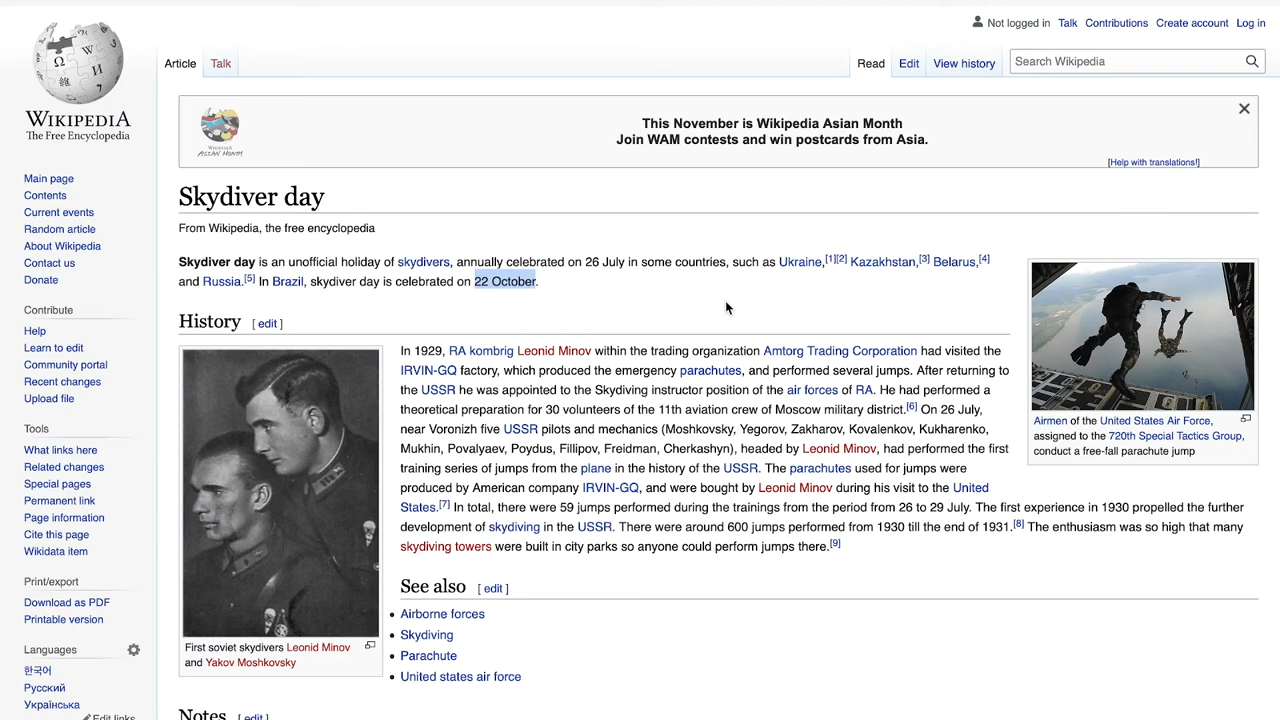 Not logged in Talk Contributions Create account Log in
Article Talk Read Edit View history Search Wikipedia
WIKIPEDIA
The Free Encyclopedia
Main page
Contents
Current events
Random article
About Wikipedia
Contact us
Donate
Contribute
Help
Learn to edit
Community portal
Recent changes
Upload file
Tools
What links here
Related changes
Special pages
Permanent link
Page information
Cite this page
Wikidata item
Print/export
Download as PDF
Printable version
Languages
한국어
Русский
Українська
Edit links
WIKIPEDIA
ASIAN MONTH
This November is Wikipedia Asian Month
Join WAM contests and win postcards from Asia.
[Help with translations!]
Skydiver day
From Wikipedia, the free encyclopedia
Skydiver day is an unofficial holiday of skydivers, annually celebrated on 26 July in some countries, such as Ukraine,[1][2] Kazakhstan,[3] Belarus,[4]
and Russia.[5] In Brazil, skydiver day is celebrated on 22 October.
Airmen of the United States Air Force,
assigned to the 720th Special Tactics Group,
conduct a free-fall parachute jump
History [ edit ]
First soviet skydivers Leonid Minov
and Yakov Moshkovsky
In 1929, RA kombrig Leonid Minov within the trading organization Amtorg Trading Corporation had visited the
IRVIN-GQ factory, which produced the emergency parachutes, and performed several jumps. After returning to
the USSR he was appointed to the Skydiving instructor position of the air forces of RA. He had performed a
theoretical preparation for 30 volunteers of the 11th aviation crew of Moscow military district.[6] On 26 July,
near Voronizh five USSR pilots and mechanics (Moshkovsky, Yegorov, Zakharov, Kovalenkov, Kukharenko,
Mukhin, Povalyaev, Poydus, Fillipov, Freidman, Cherkashyn), headed by Leonid Minov, had performed the first
training series of jumps from the plane in the history of the USSR. The parachutes used for jumps were
produced by American company IRVIN-GQ, and were bought by Leonid Minov during his visit to the United
States.[7] In total, there were 59 jumps performed during the trainings from the period from 26 to 29 July. The first experience in 1930 propelled the further
development of skydiving in the USSR. There were around 600 jumps performed from 1930 till the end of 1931.[8] The enthusiasm was so high that many
skydiving towers were built in city parks so anyone could perform jumps there.[9]
See also [ edit ]
Airborne forces
Skydiving
Parachute
United states air force
Notes [ edit ]